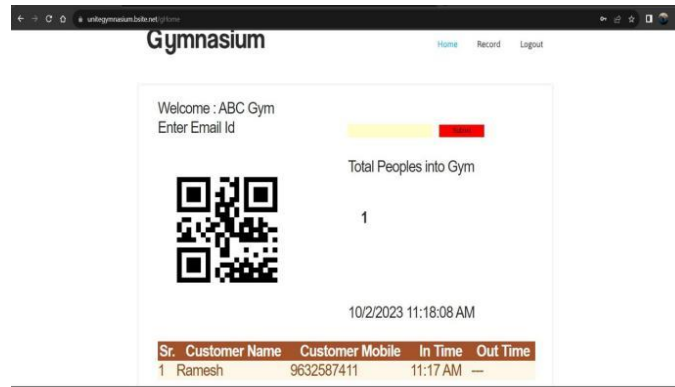 unitegymnasium.bsite.net/gHome
Gymnasium
Home Record Logout
Welcome : ABC Gym
Enter Email Id
Total Peoples into Gym
1
10/2/2023 11:18:08 AM
Sr. Customer Name Customer Mobile In Time Out Time
1 Ramesh 9632587411 11:17 AM ---